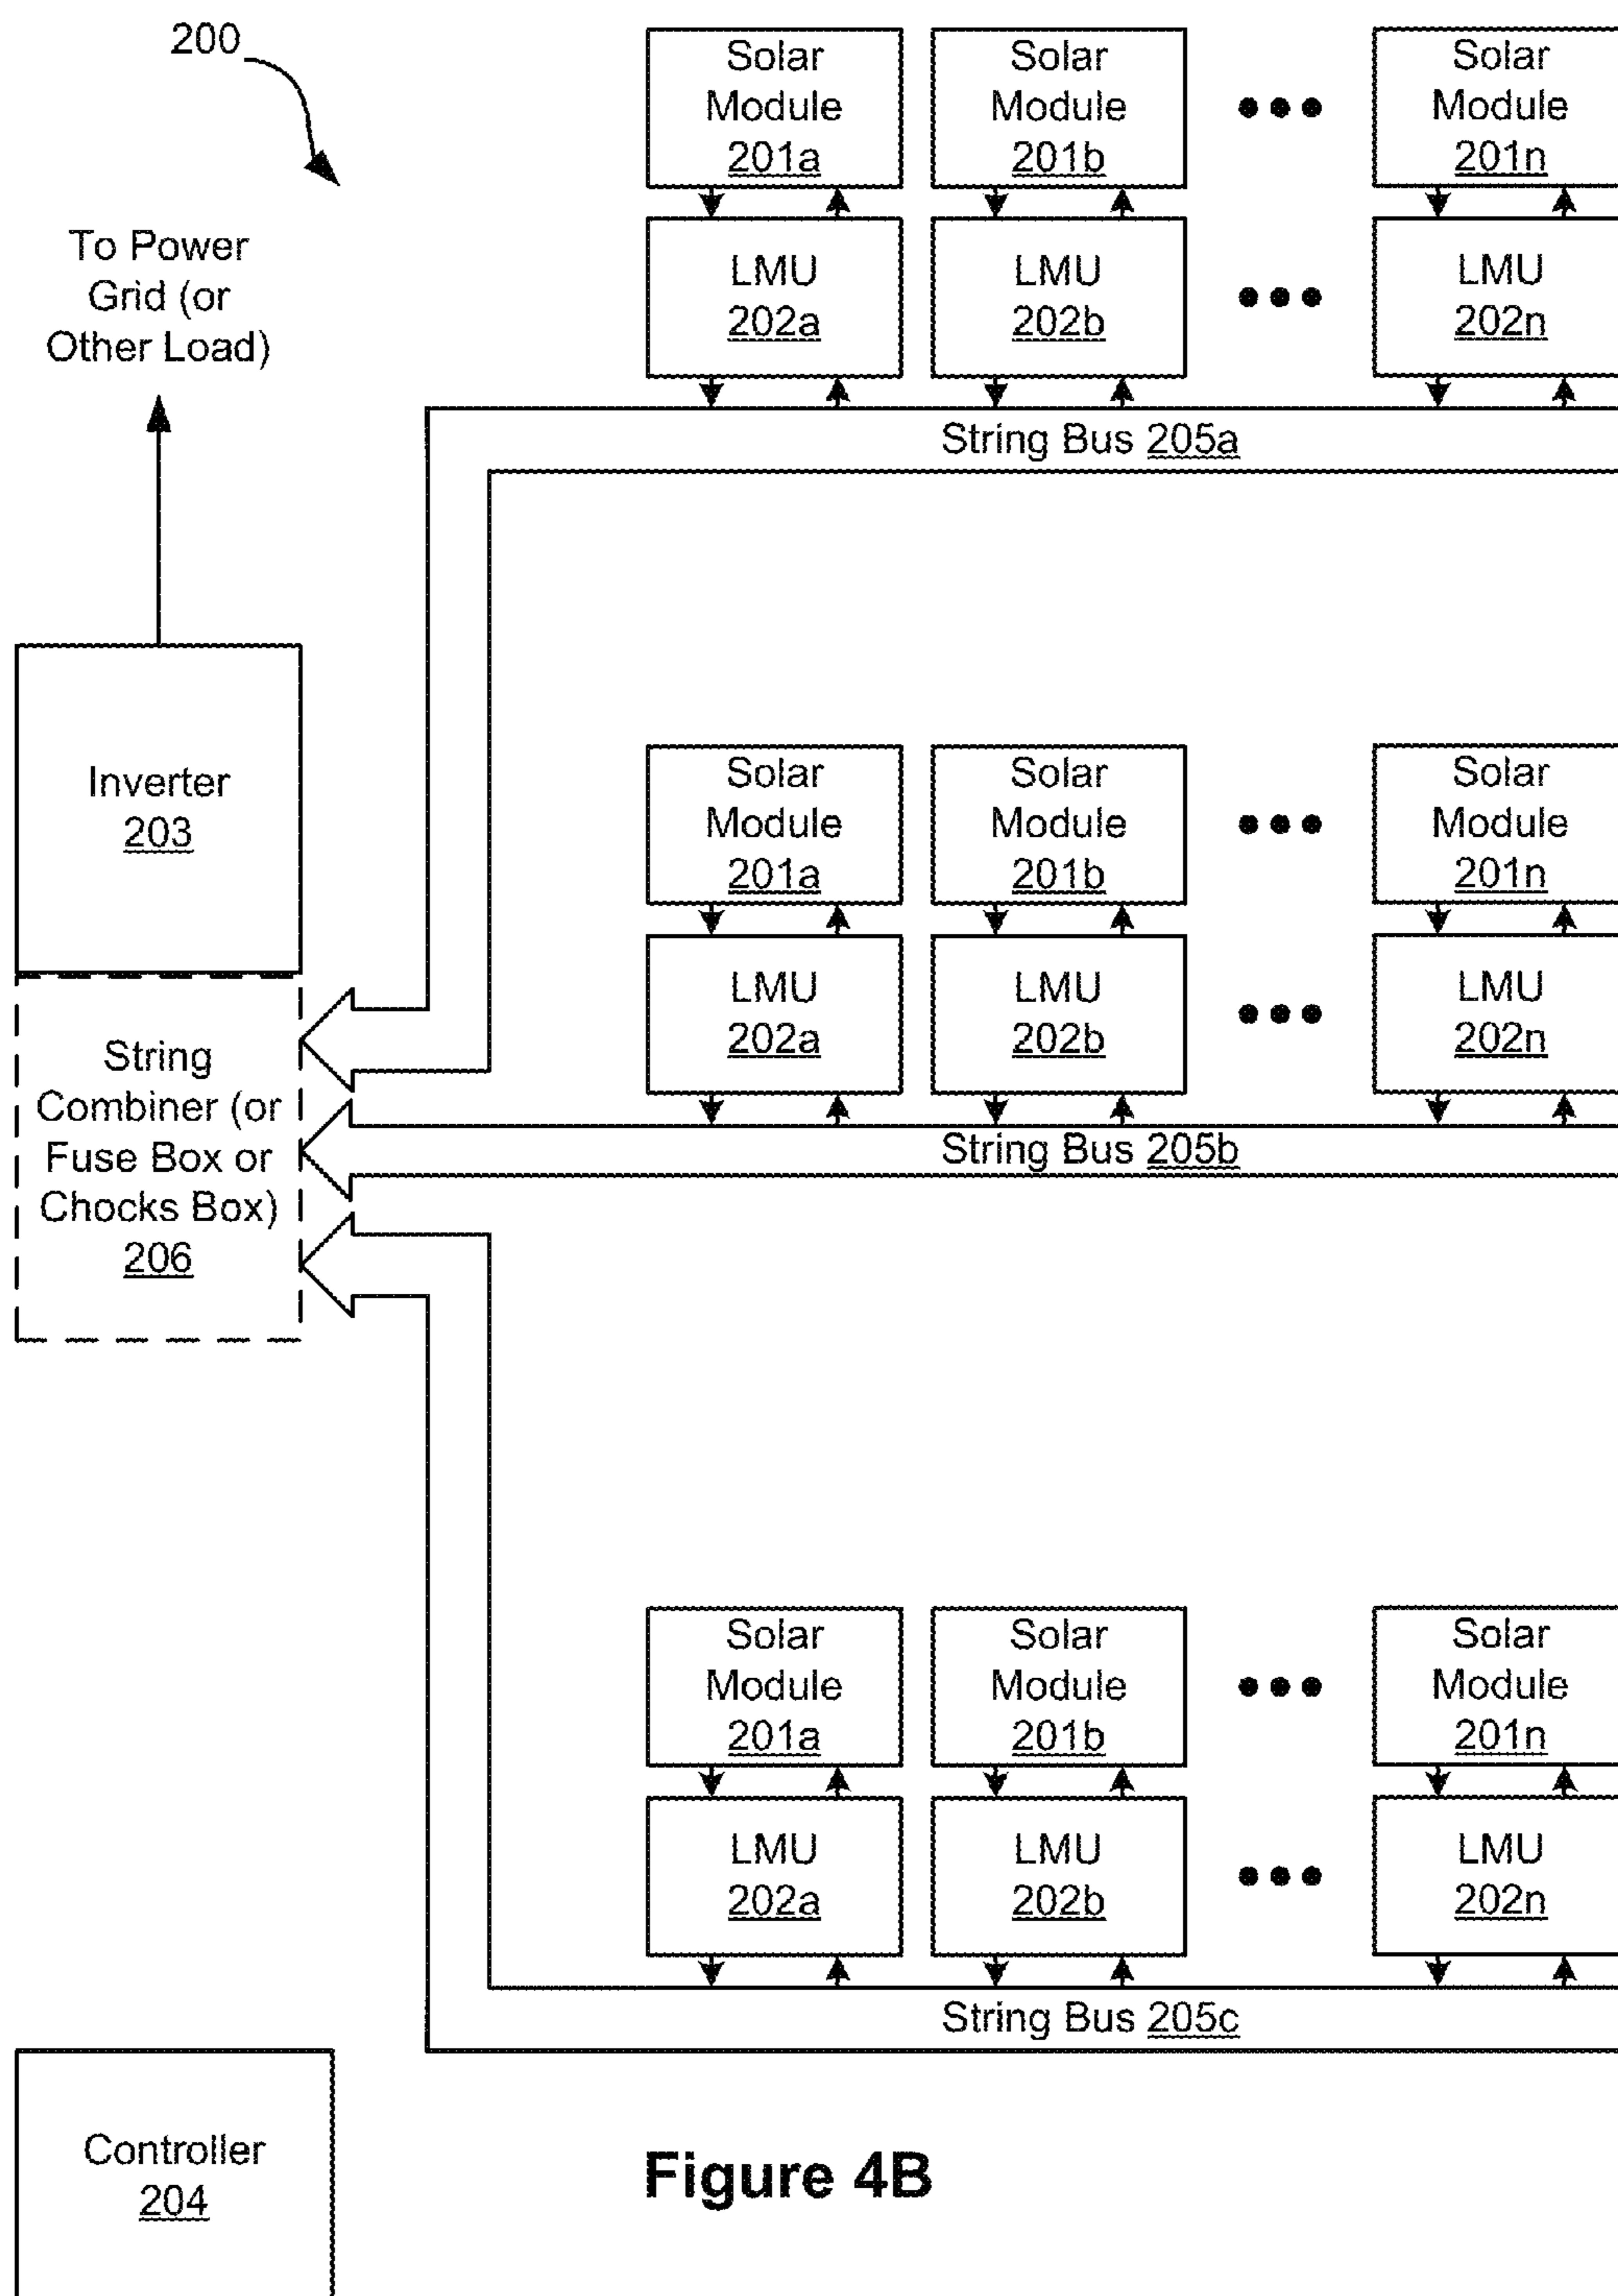 200
Solar
Module
201a
Solar
Module
201b
Solar
Module
201n
LMU
202a
LMU
202b
LMU
202n
To Power
Grid (or
Other Load)
String Bus 205a
Inverter
203
Solar
Module
201a
Solar
Module
201b
Solar
Module
201n
LMU
202a
LMU
202b
LMU
202n
String
Combiner (or
Fuse Box or
Chocks Box)
206
String Bus 205b
Solar
Module
201a
Solar
Module
201b
Solar
Module
201n
LMU
202a
LMU
202b
LMU
202n
String Bus 205c
Controller
204
Figure 4B